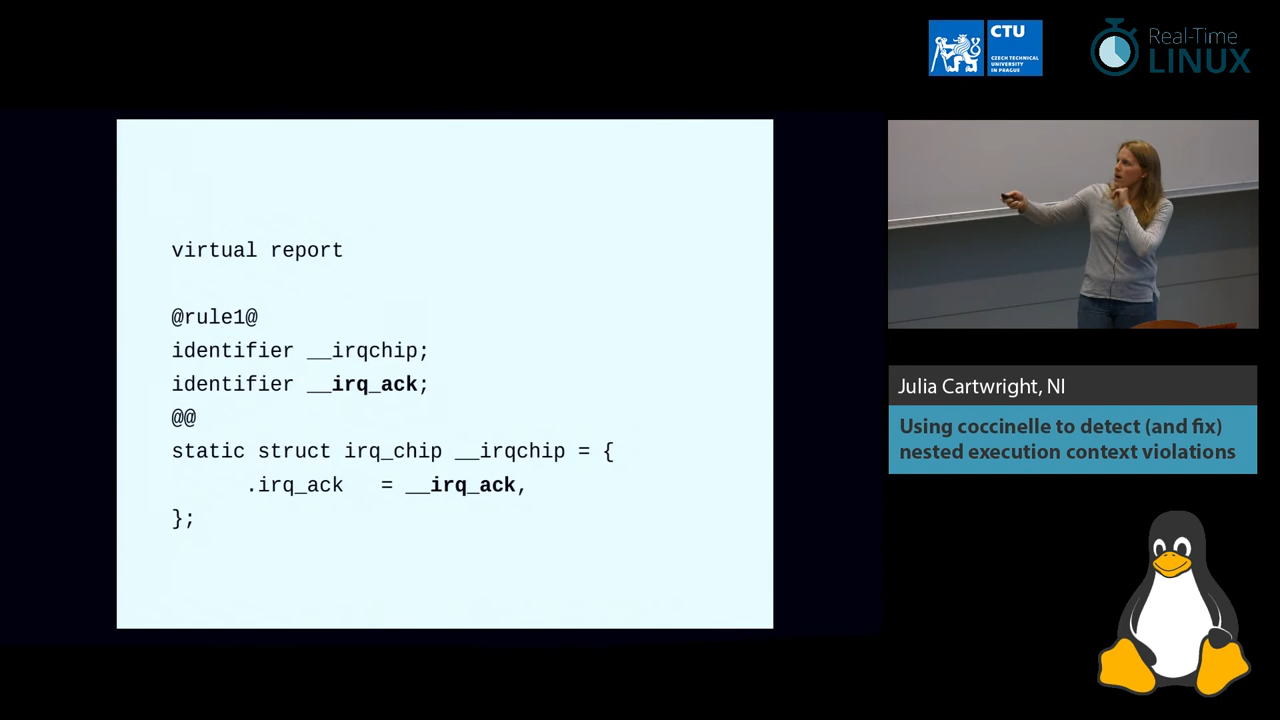 CTU
CZECH TECHNICAL
UNIVERSITY
IN PRAGUE
Real-Time
LINUX
virtual report
@rule1@
identifier __irqchip;
identifier __irq_ack;
@@
static struct irq_chip __irqchip = {
.irq_ack = __irq_ack,
};
Julia Cartwright, NI
Using coccinelle to detect (and fix)
nested execution context violations